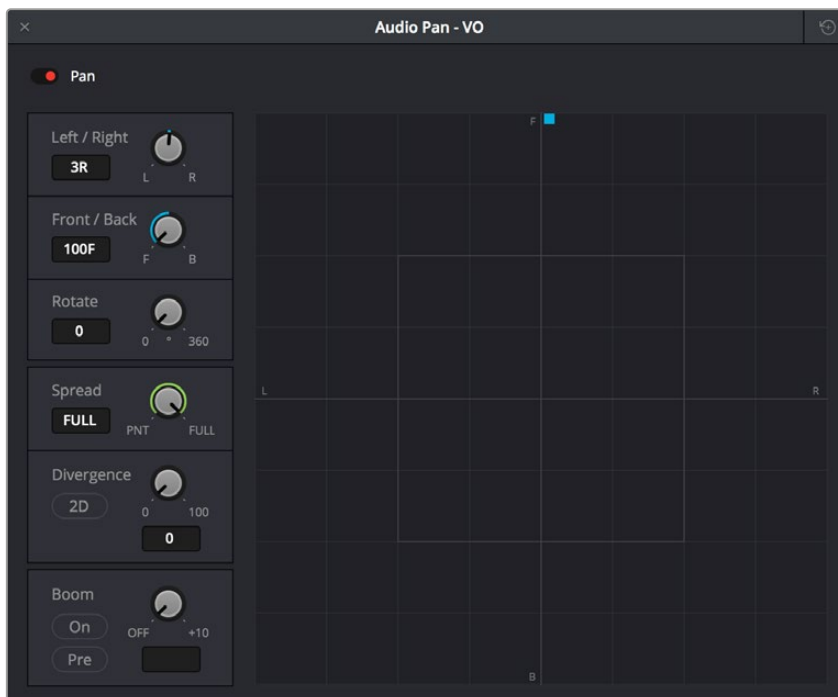 Audio Pan - VO
Pan
Left / Right
3R
L R
Front / Back
100F
F B
Rotate
0
0 ° 360
Spread
FULL
PNT FULL
Divergence
2D
0 100
0
Boom
On
OFF +10
Pre
F
L R
B